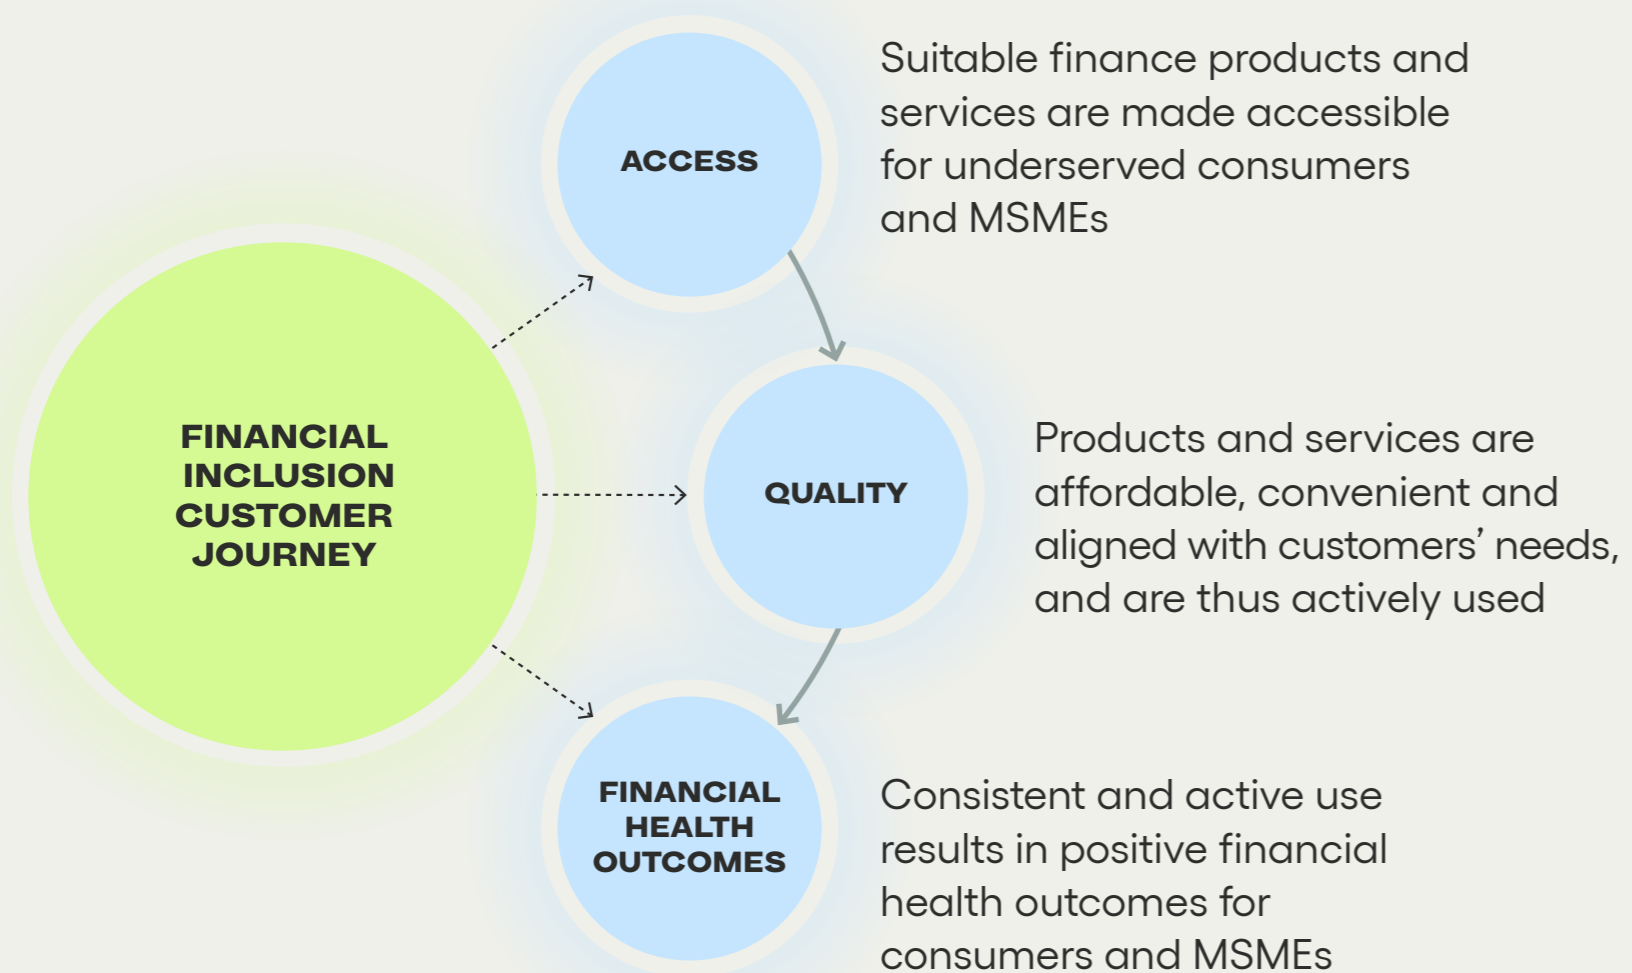 FINANCIAL
INCLUSION
CUSTOMER
JOURNEY
ACCESS
Suitable finance products and
services are made accessible
for underserved consumers
and MSMEs
QUALITY
Products and services are
affordable, convenient and
aligned with customers’ needs,
and are thus actively used
FINANCIAL
HEALTH
OUTCOMES
Consistent and active use
results in positive financial
health outcomes for
consumers and MSMEs